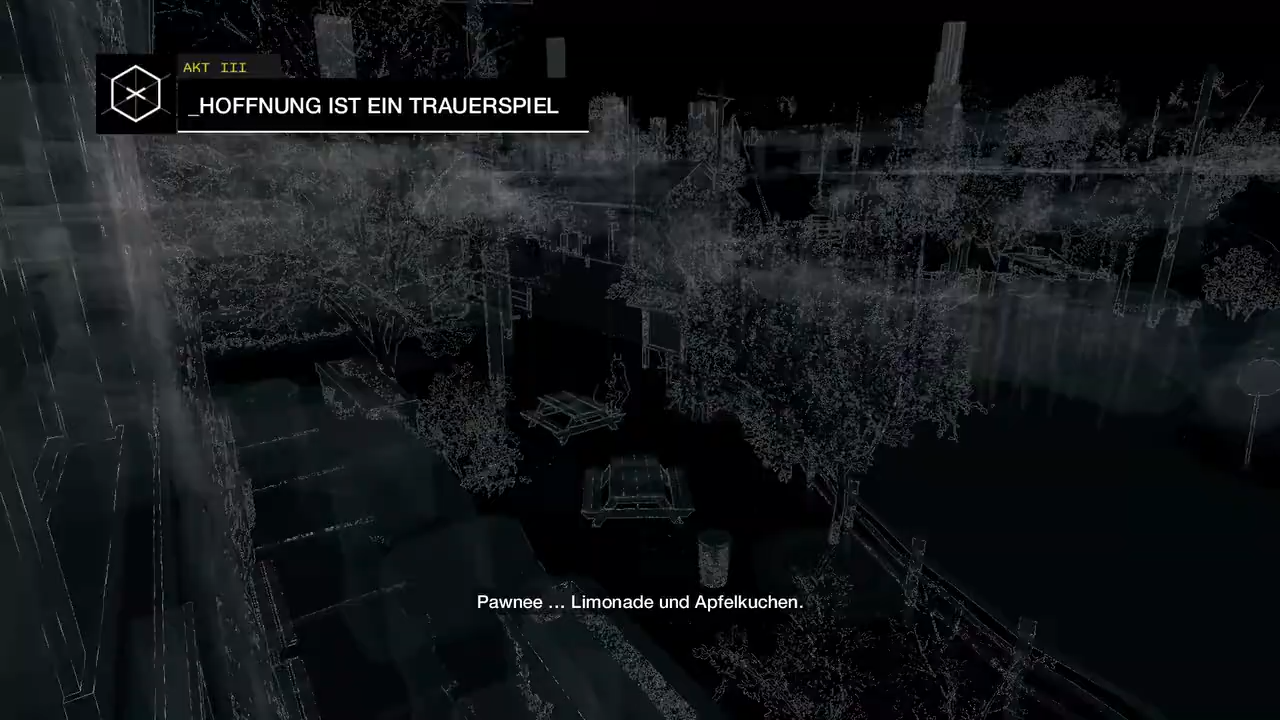 AKT III
_HOFFNUNG IST EIN TRAUERSPIEL
Pawnee ... Limonade und Apfelkuchen.